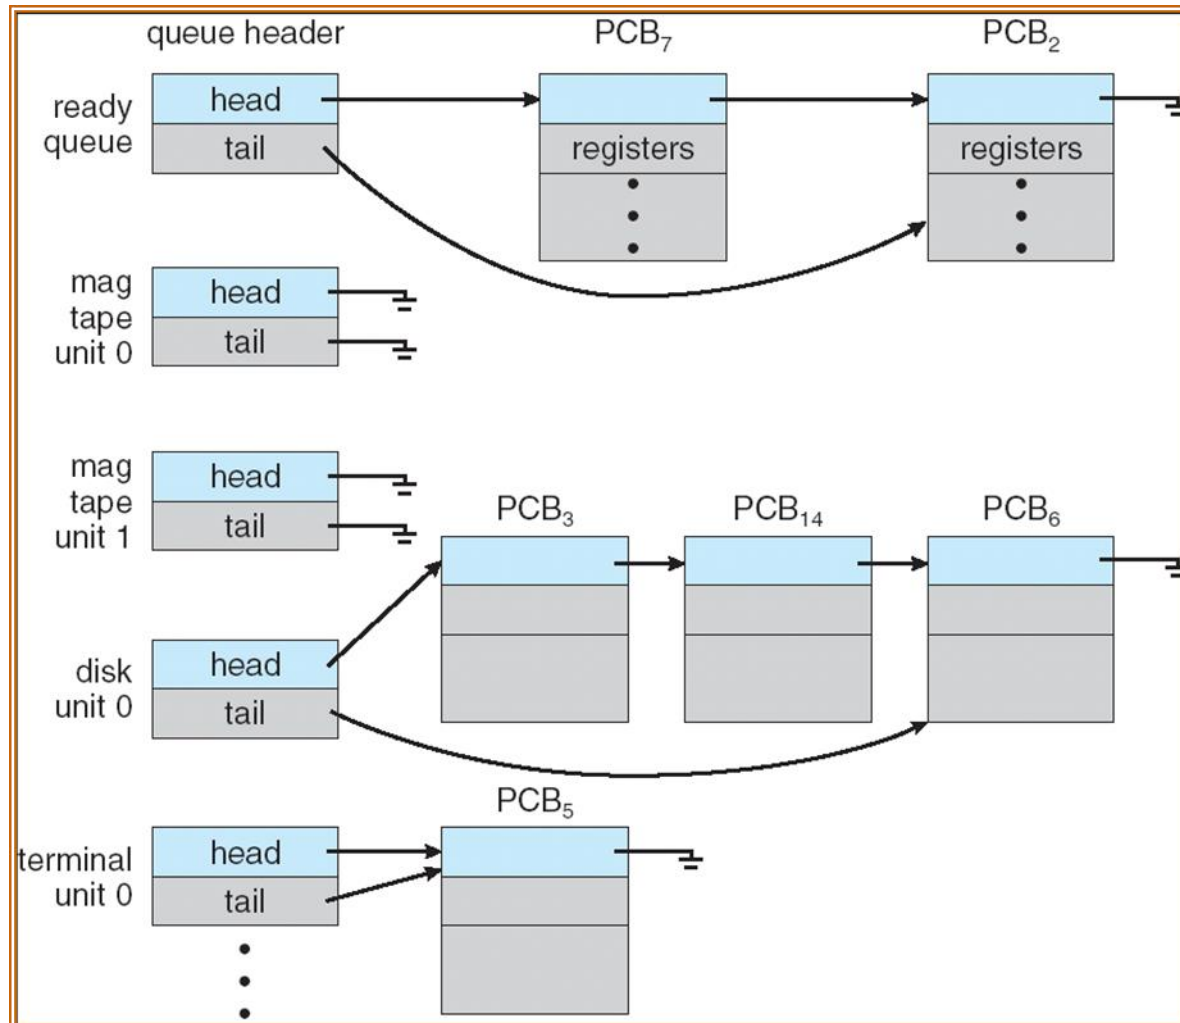 queue header
PCB₇
PCB₂
ready
queue
head
tail
registers
registers
mag
tape
unit 0
head
tail
mag
tape
unit 1
head
tail
PCB₃
PCB₁₄
PCB₆
disk
unit 0
head
tail
PCB₅
terminal
unit 0
head
tail